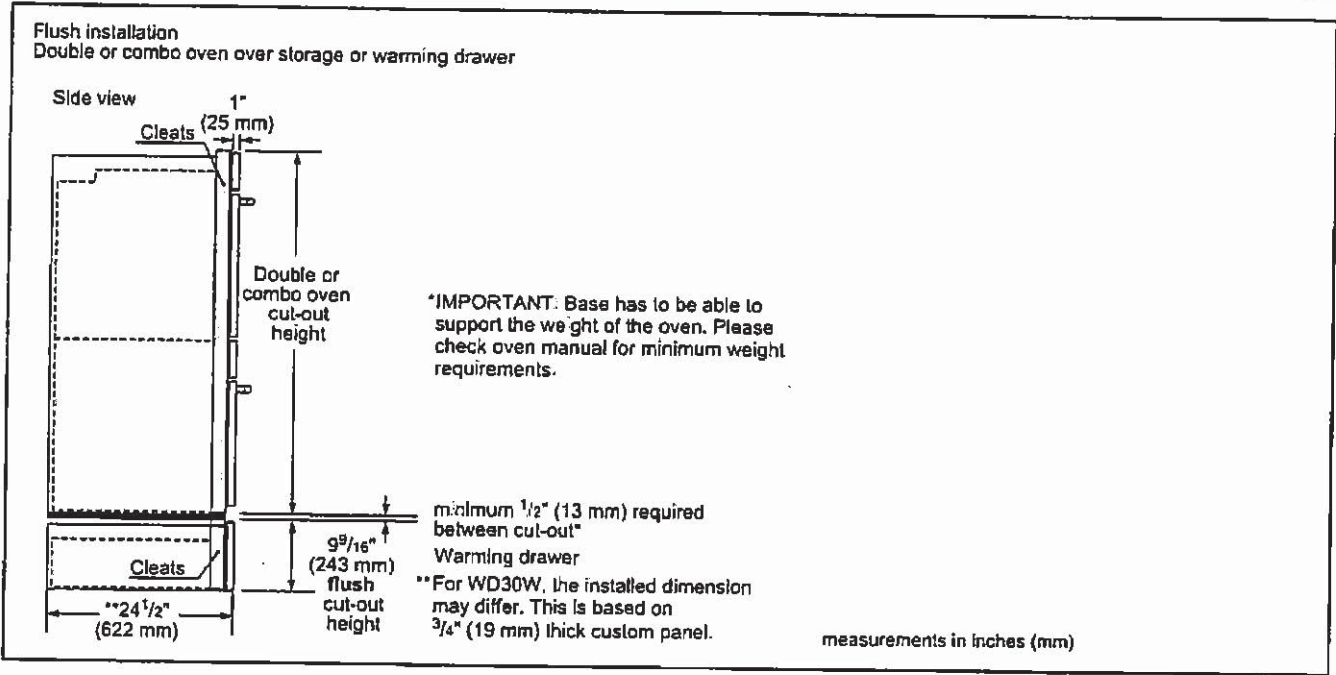 Flush installation
Double or combo oven over storage or warming drawer
Side view
1"
(25 mm)
Cleats
Double or
combo oven
cut-out
height
*IMPORTANT: Base has to be able to
support the weight of the oven. Please
check oven manual for minimum weight
requirements.
minimum 1/2" (13 mm) required
between cut-out*
Warming drawer
9 9/16"
(243 mm)
flush
cut-out
height
Cleats
**24 1/2"
(622 mm)
**For WD30W, the installed dimension
may differ. This is based on
3/4" (19 mm) thick custom panel.
measurements in inches (mm)